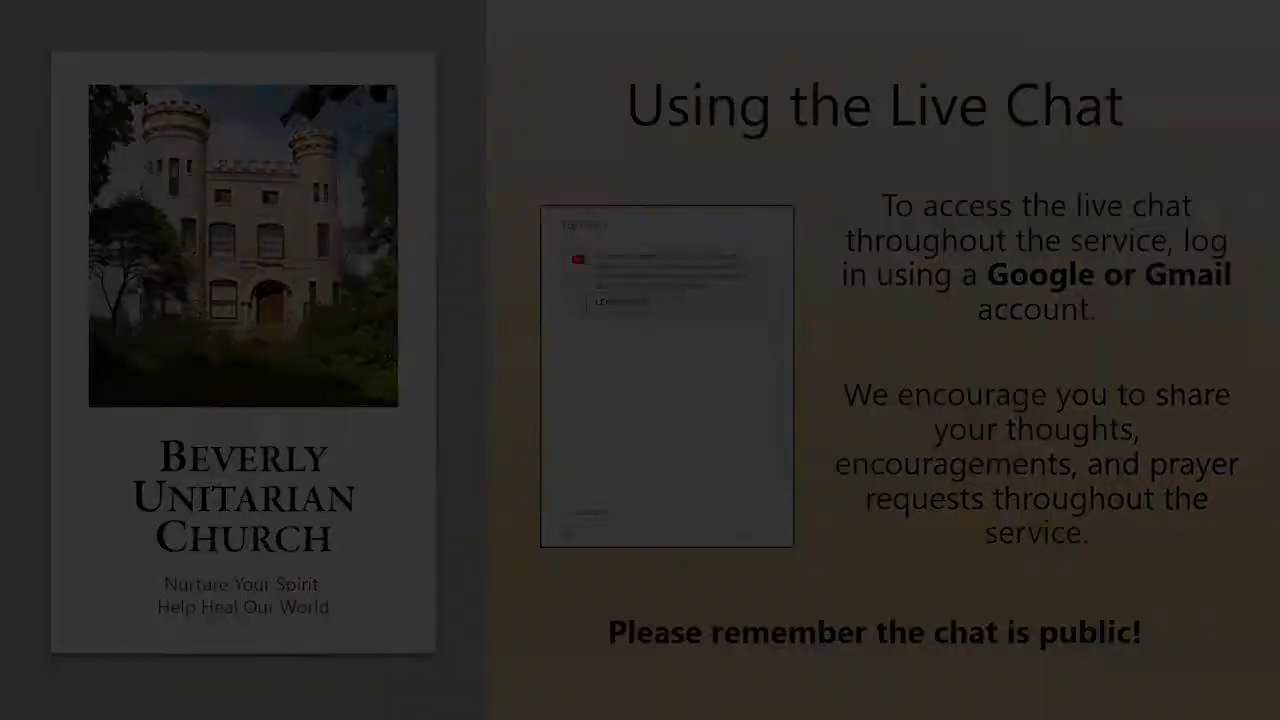 BEVERLY
UNITARIAN
CHURCH
Nurture Your Spirit
Help Heal Our World
Using the Live Chat
To access the live chat
throughout the service, log
in using a Google or Gmail
account.
We encourage you to share
your thoughts,
encouragements, and prayer
requests throughout the
service.
Please remember the chat is public!